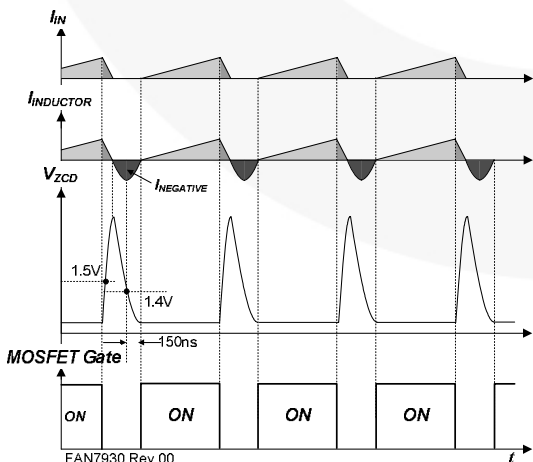 I_IN
I_INDUCTOR
V_ZCD
I_NEGATIVE
1.5V
1.4V
150ns
MOSFET Gate
ON ON ON ON
FAN7930 Rev.00
t